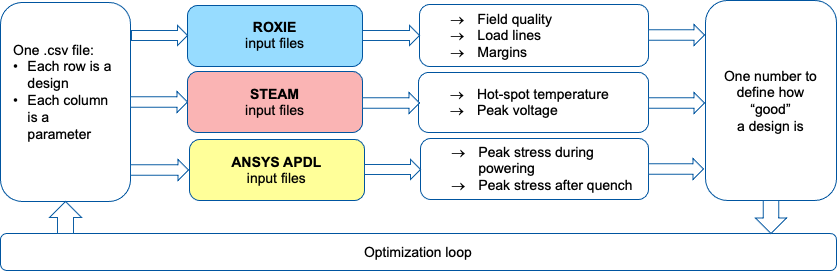 One .csv file:
• Each row is a
design
• Each column
is a
parameter
ROXIE
input files
→ Field quality
→ Load lines
→ Margins
STEAM
input files
→ Hot-spot temperature
→ Peak voltage
ANSYS APDL
input files
→ Peak stress during
powering
→ Peak stress after quench
One number to
define how
“good”
a design is
Optimization loop